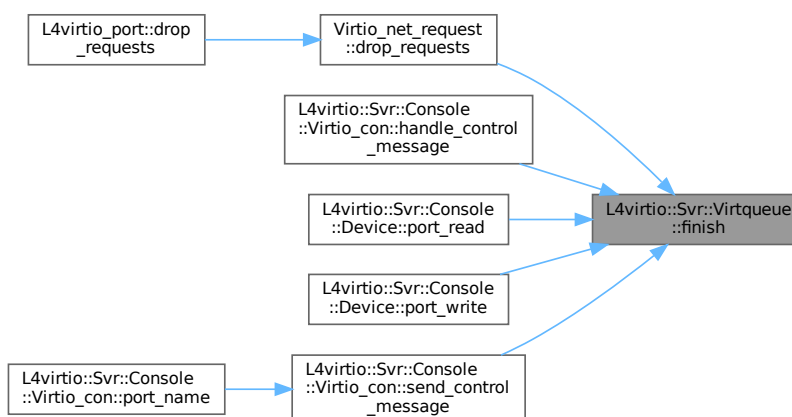 L4virtio_port::drop
_requests
Virtio_net_request
::drop_requests
L4virtio::Svr::Console
::Virtio_con::handle_control
_message
L4virtio::Svr::Console
::Device::port_read
L4virtio::Svr::Virtqueue
::finish
L4virtio::Svr::Console
::Device::port_write
L4virtio::Svr::Console
::Virtio_con::port_name
L4virtio::Svr::Console
::Virtio_con::send_control
_message